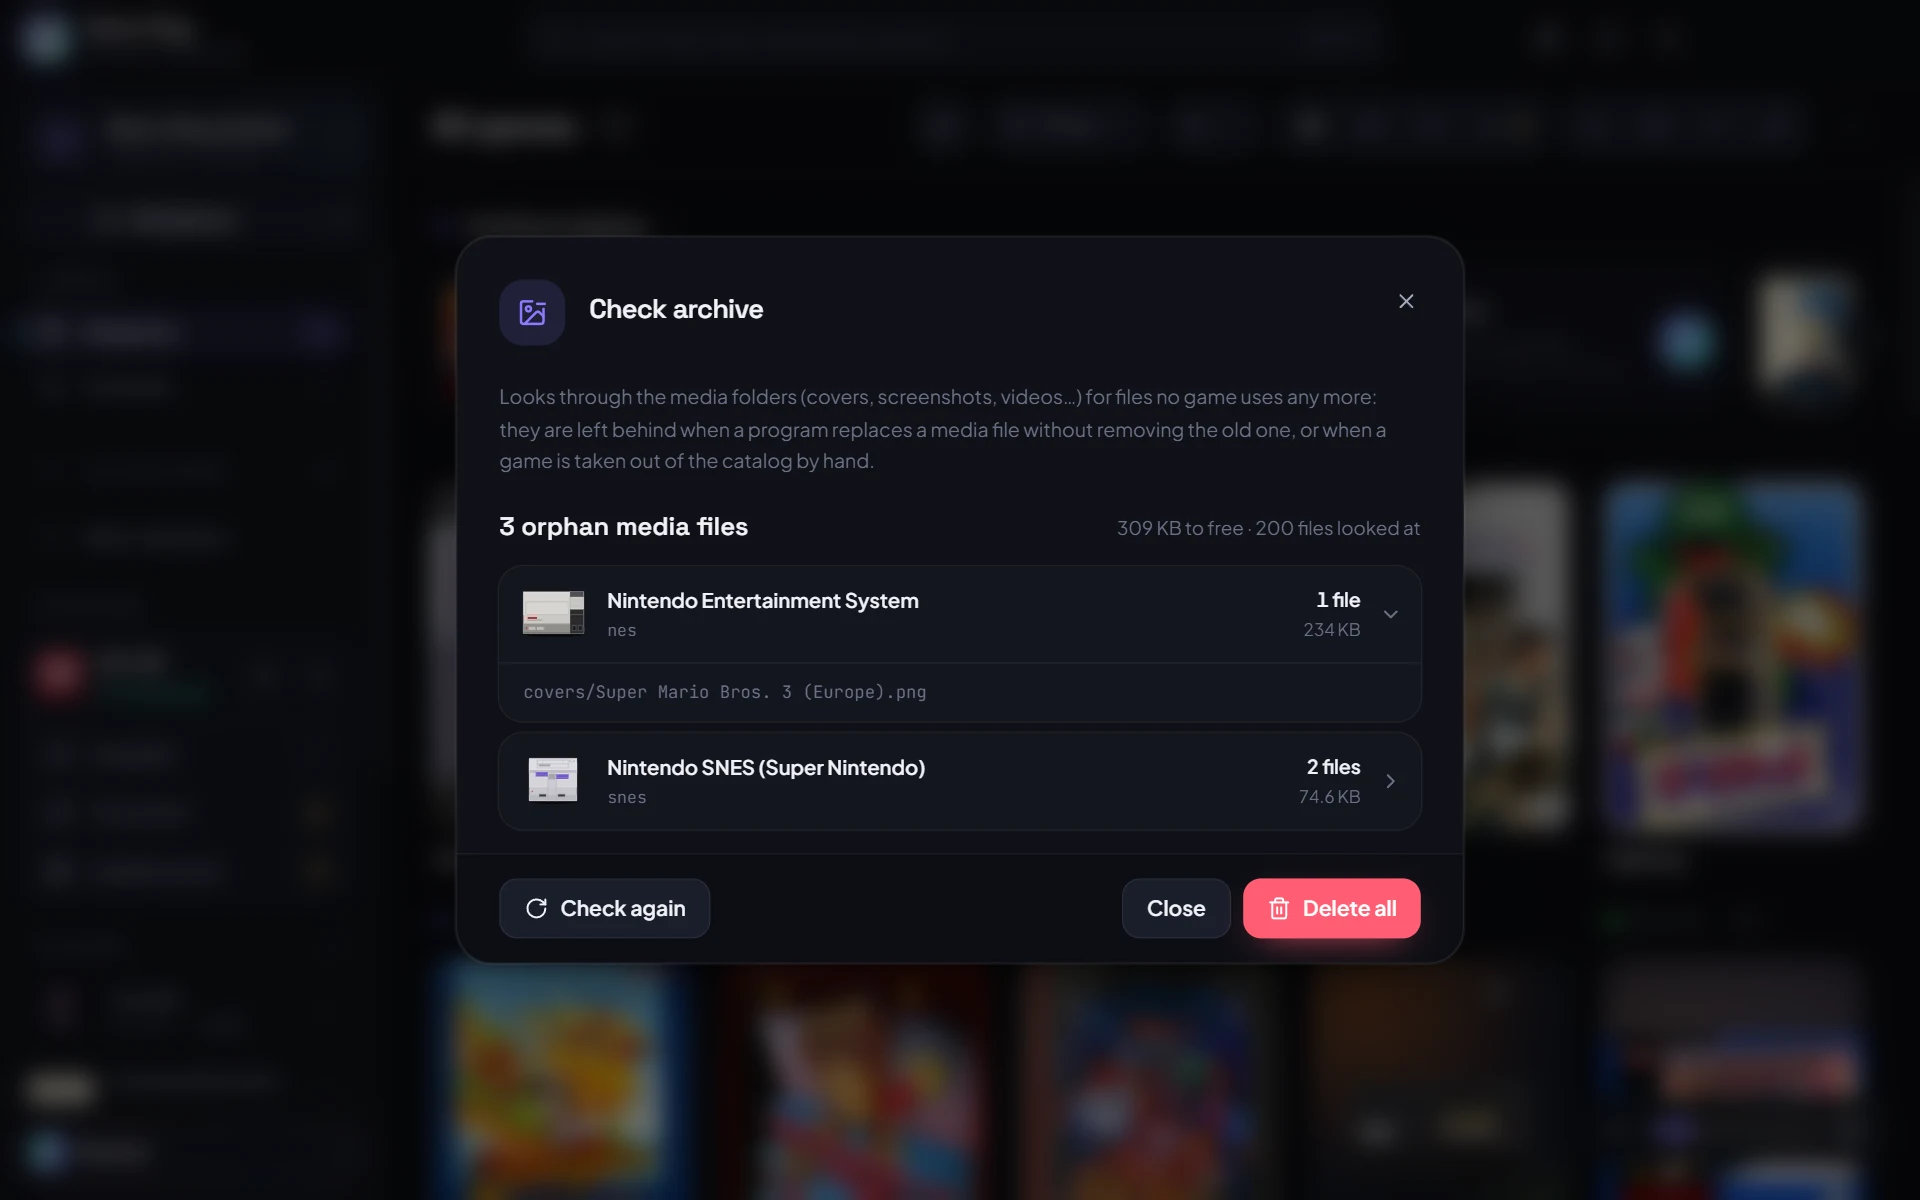 Check archive
Looks through the media folders (covers, screenshots, videos…) for files no game uses any more:
they are left behind when a program replaces a media file without removing the old one, or when a
game is taken out of the catalog by hand.
3 orphan media files
309 KB to free · 200 files looked at
Nintendo Entertainment System
1 file
nes
234 KB
covers/Super Mario Bros. 3 (Europe).png
Nintendo SNES (Super Nintendo)
2 files
snes
74.6 KB
Check again
Close
Delete all